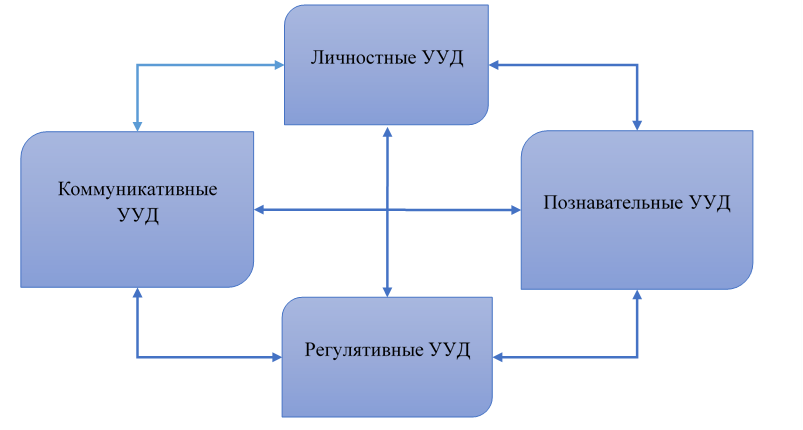 Личностные УУД
Коммуникативные
УУД
Познавательные УУД
Регулятивные УУД